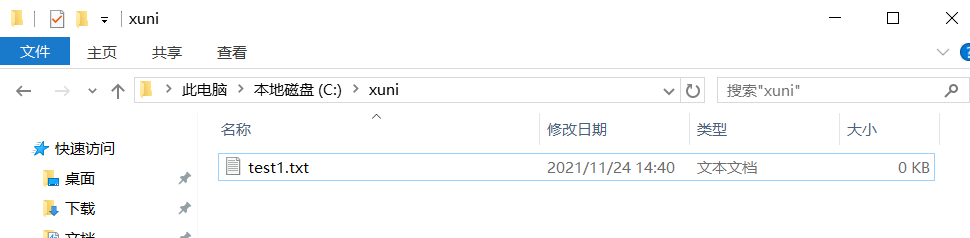 xuni
文件 主页 共享 查看
此电脑 本地磁盘 (C:) xuni 搜索"xuni"
名称 修改日期 类型 大小
快速访问
test1.txt 2021/11/24 14:40 文本文档 0 KB
桌面
下载
文档